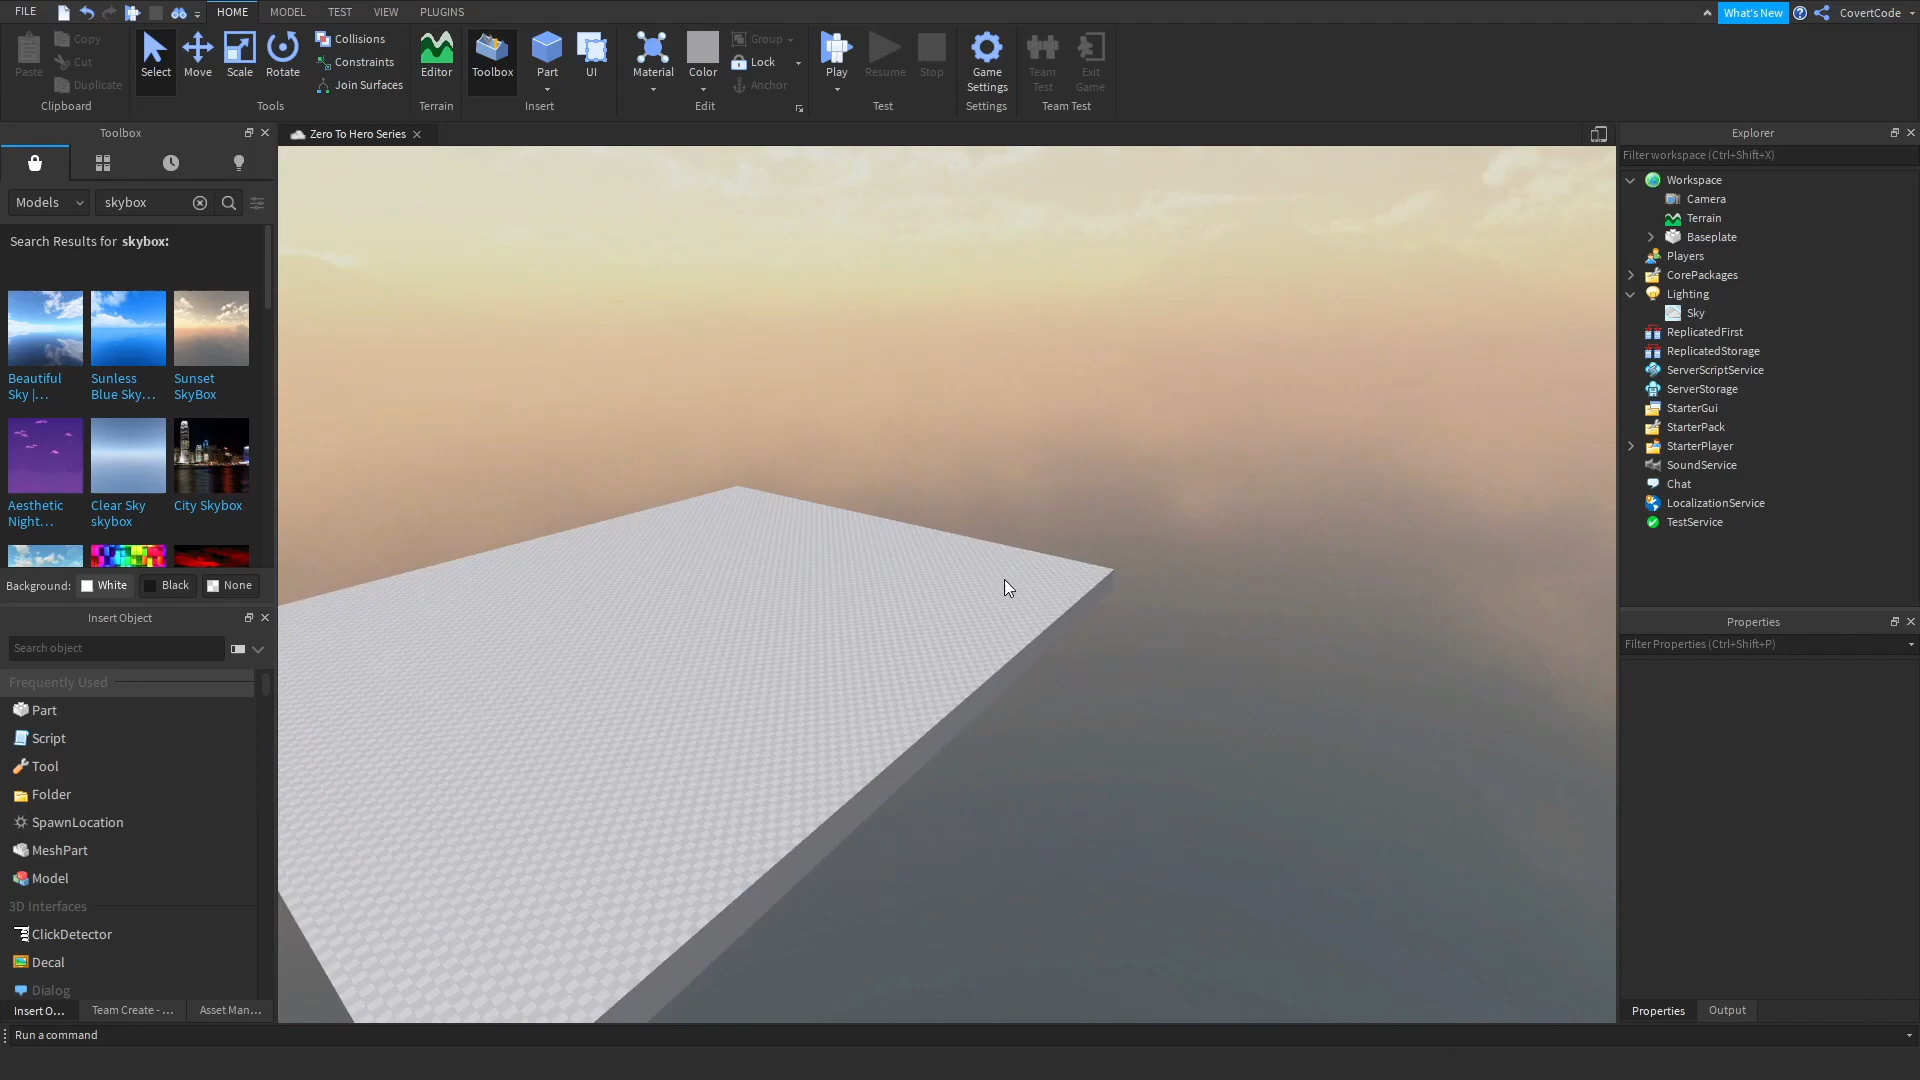 FILE
HOME
MODEL
TEST
VIEW
PLUGINS
What's New
CovertCode
Paste
Copy
Cut
Duplicate
Clipboard
Select
Move
Scale
Rotate
Collisions
Constraints
Join Surfaces
Tools
Editor
Terrain
Toolbox
Part
UI
Insert
Material
Color
Group
Lock
Anchor
Edit
Play
Resume
Stop
Test
Game
Settings
Settings
Team
Test
Exit
Game
Team Test
Toolbox
Zero To Hero Series
Models
skybox
Search Results for skybox:
Beautiful
Sky |...
Sunless
Blue Sky...
Sunset
SkyBox
Aesthetic
Night...
Clear Sky
skybox
City Skybox
Background:
White
Black
None
Insert Object
Search object
Frequently Used
Part
Script
Tool
Folder
SpawnLocation
MeshPart
Model
3D Interfaces
ClickDetector
Decal
Dialog
Insert O...
Team Create - ...
Asset Man...
Run a command
Explorer
Filter workspace (Ctrl+Shift+X)
Workspace
Camera
Terrain
Baseplate
Players
CorePackages
Lighting
Sky
ReplicatedFirst
ReplicatedStorage
ServerScriptService
ServerStorage
StarterGui
StarterPack
StarterPlayer
SoundService
Chat
LocalizationService
TestService
Properties
Filter Properties (Ctrl+Shift+P)
Properties
Output